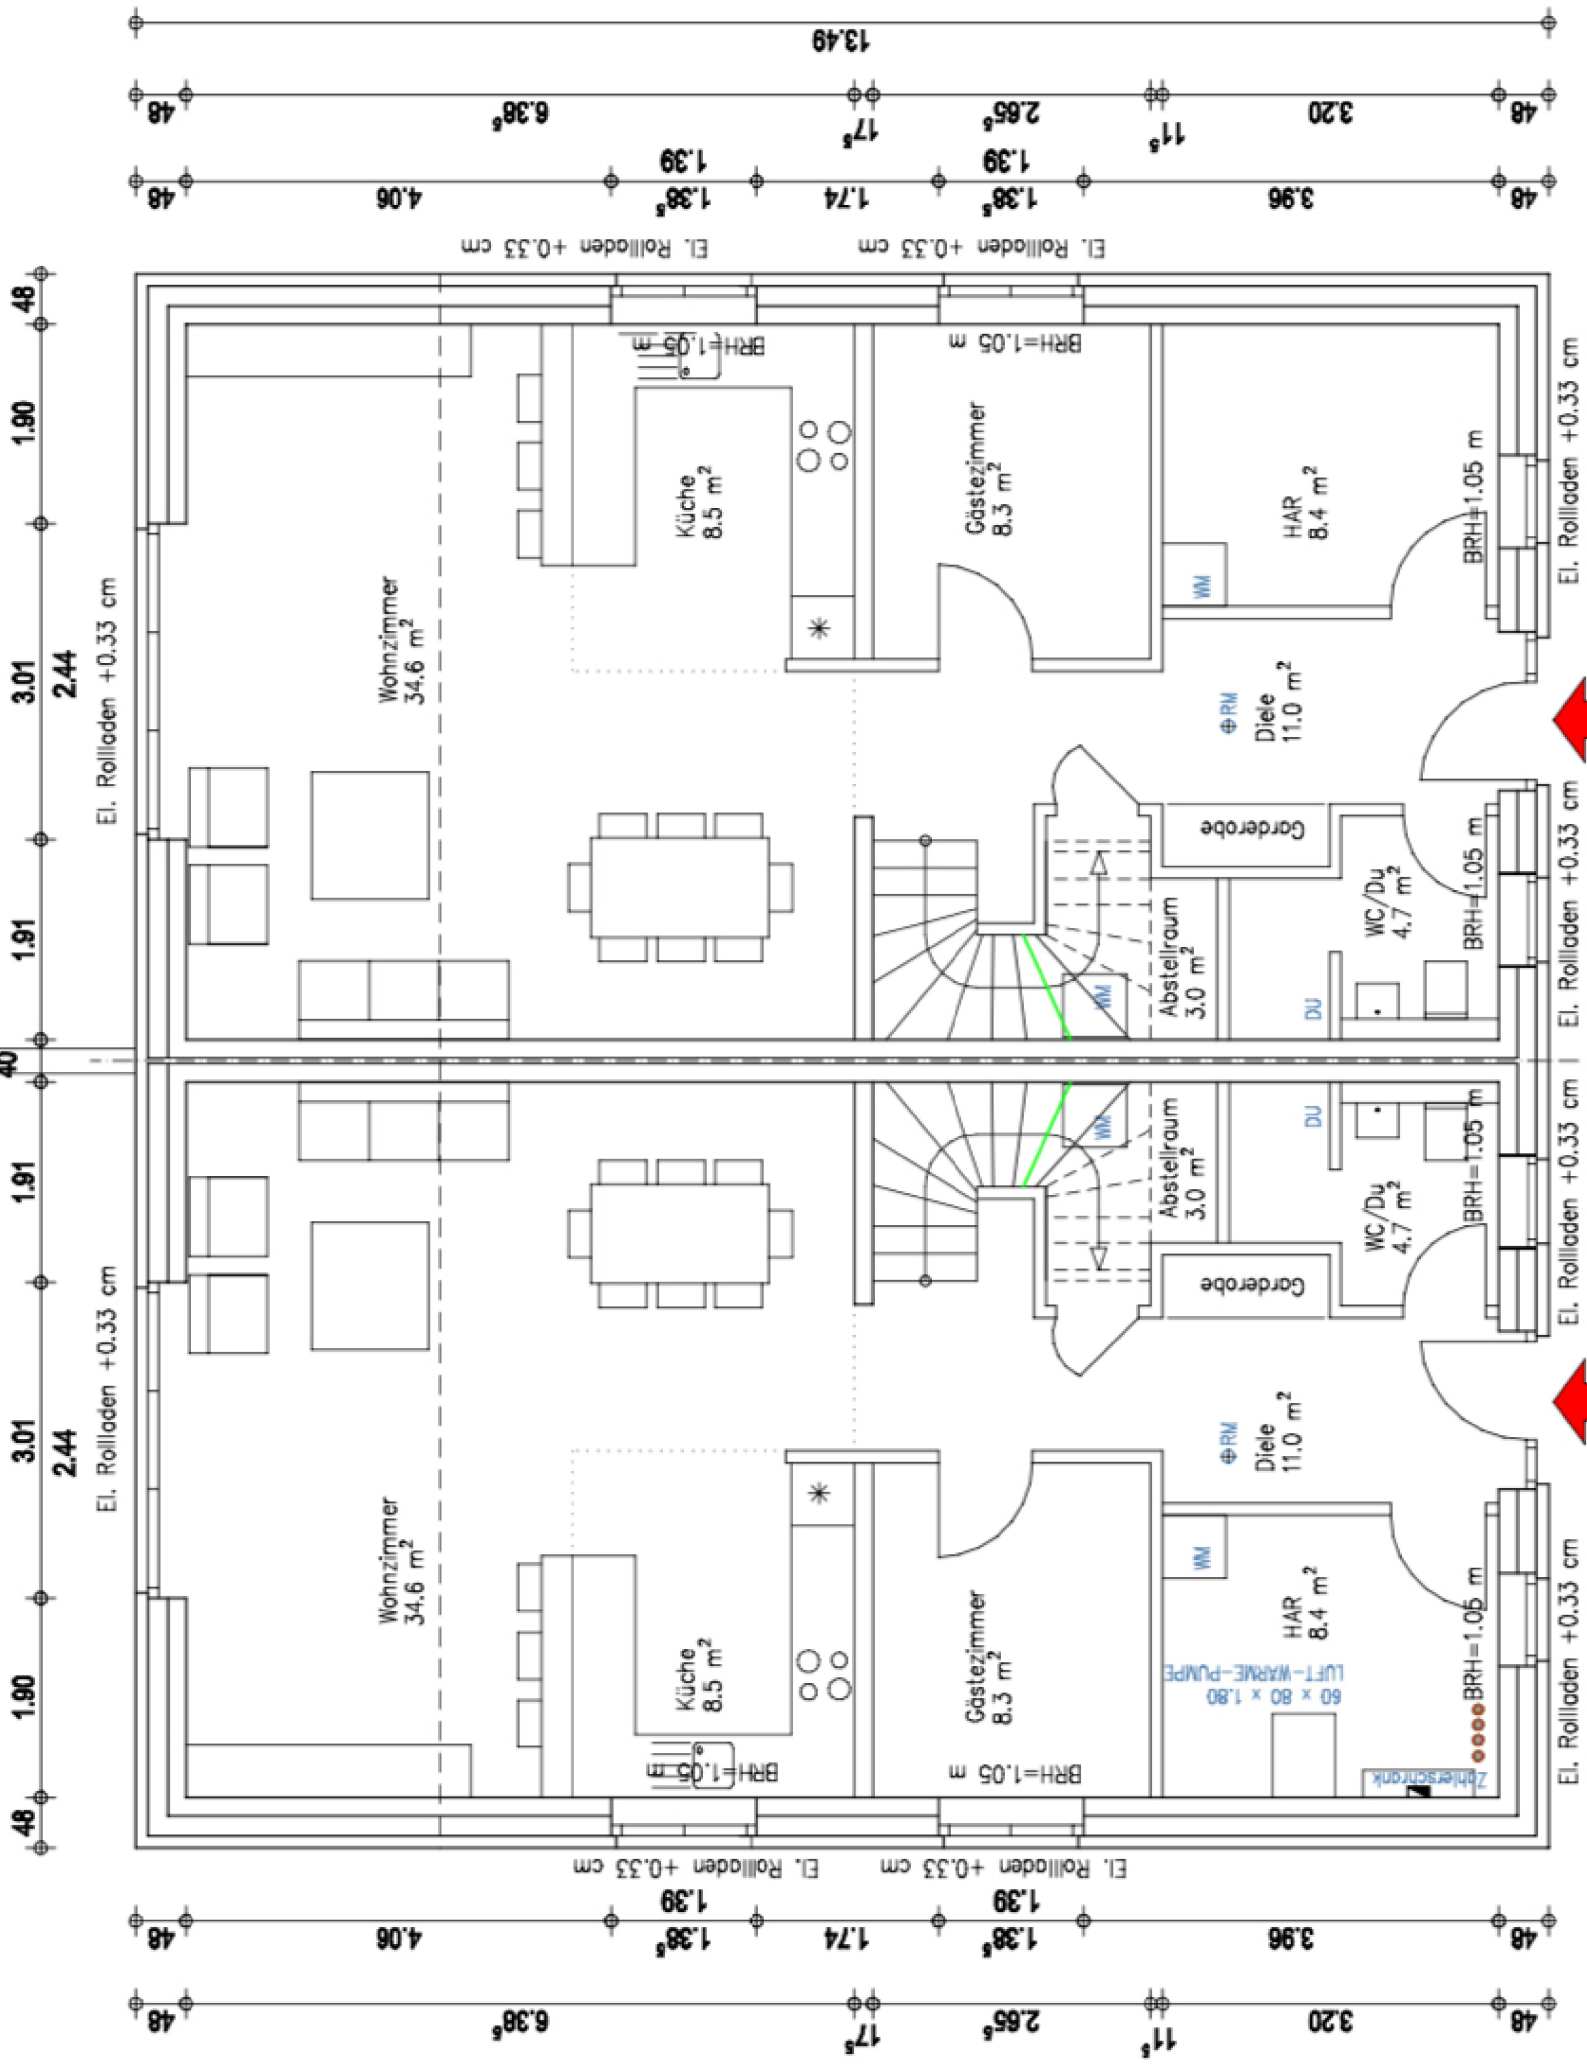 13.49
48
6.38⁵
17⁵
2.65⁵
11⁵
3.20
48
1.39
1.39
48
4.06
1.38⁵
1.74
1.38⁵
3.96
48
El. Rollladen +0.33 cm
El. Rollladen +0.33 cm
48
1.90
3.01
2.44
1.91
40
1.91
3.01
2.44
1.90
48
El. Rollladen +0.33 cm
Wohnzimmer
34.6 m²
Küche
8.5 m²
BRH=1.05 m
Gästezimmer
8.3 m²
BRH=1.05 m
HAR
8.4 m²
WM
BRH=1.05 m
El. Rollladen +0.33 cm
RM
Diele
11.0 m²
Garderobe
Abstellraum
3.0 m²
WM
DU
WC/Du
4.7 m²
BRH=1.05 m
El. Rollladen +0.33 cm
El. Rollladen +0.33 cm
Wohnzimmer
34.6 m²
Küche
8.5 m²
BRH=1.05 m
Gästezimmer
8.3 m²
BRH=1.05 m
WM
Abstellraum
3.0 m²
DU
WC/Du
4.7 m²
BRH=1.05 m
El. Rollladen +0.33 cm
Garderobe
RM
Diele
11.0 m²
WM
HAR
8.4 m²
LUFT-WÄRME-PUMPE
60 x 80 x 1.80
Zählerschrank
BRH=1.05 m
El. Rollladen +0.33 cm
El. Rollladen +0.33 cm
El. Rollladen +0.33 cm
1.39
1.39
48
4.06
1.38⁵
1.74
1.38⁵
3.96
48
48
6.38⁵
17⁵
2.65⁵
11⁵
3.20
48